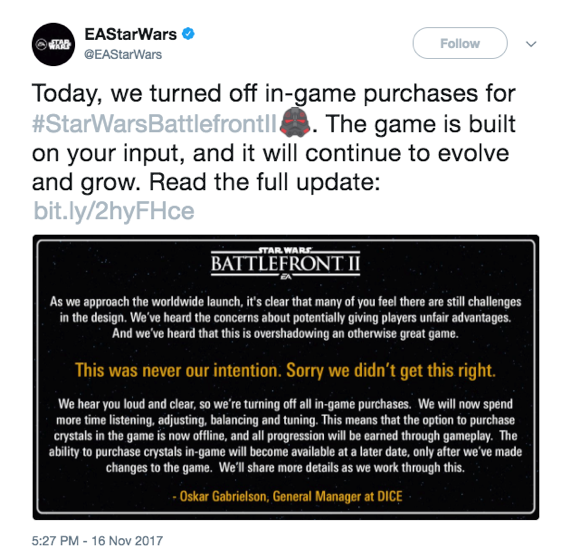 EAStarWars
@EAStarWars
Follow
Today, we turned off in-game purchases for
#StarWarsBattlefrontII. The game is built
on your input, and it will continue to evolve
and grow. Read the full update:
bit.ly/2hyFHce
STAR WARS
BATTLEFRONT II
EA
As we approach the worldwide launch, it's clear that many of you feel there are still challenges
in the design. We've heard the concerns about potentially giving players unfair advantages.
And we've heard that this is overshadowing an otherwise great game.
This was never our intention. Sorry we didn't get this right.
We hear you loud and clear, so we're turning off all in-game purchases. We will now spend
more time listening, adjusting, balancing and tuning. This means that the option to purchase
crystals in the game is now offline, and all progression will be earned through gameplay. The
ability to purchase crystals in-game will become available at a later date, only after we've made
changes to the game. We'll share more details as we work through this.
- Oskar Gabrielson, General Manager at DICE
5:27 PM - 16 Nov 2017